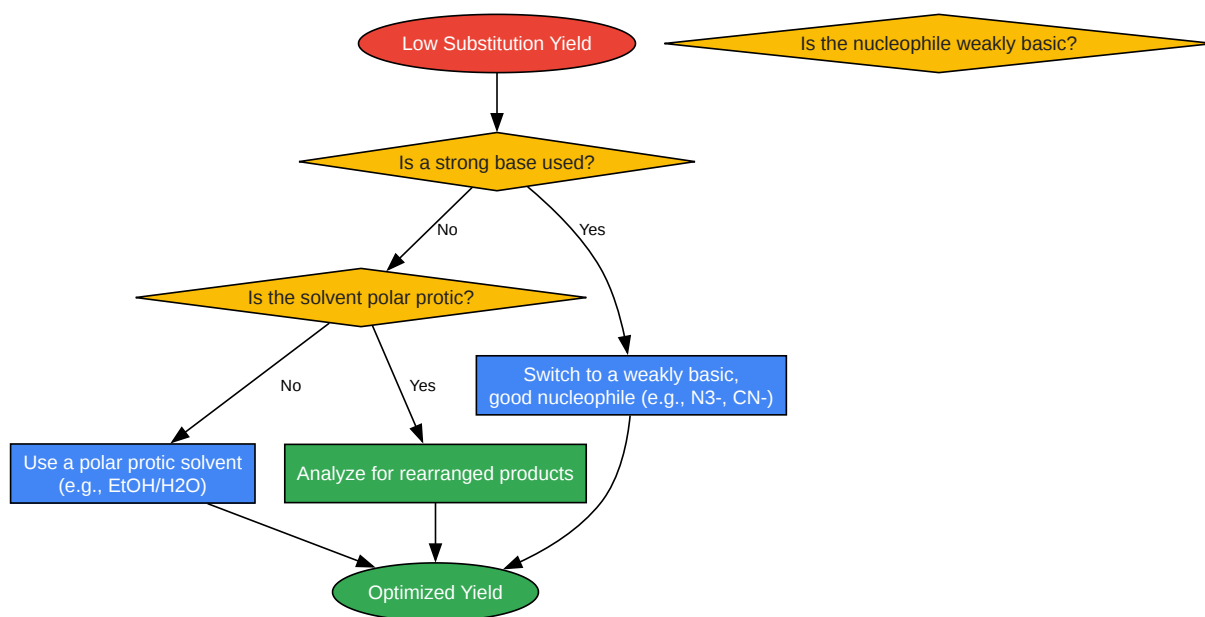 Low Substitution Yield
Is the nucleophile weakly basic?
Is a strong base used?
No
Yes
Is the solvent polar protic?
No
Yes
Switch to a weakly basic,
good nucleophile (e.g., N3-, CN-)
Use a polar protic solvent
(e.g., EtOH/H2O)
Analyze for rearranged products
Optimized Yield